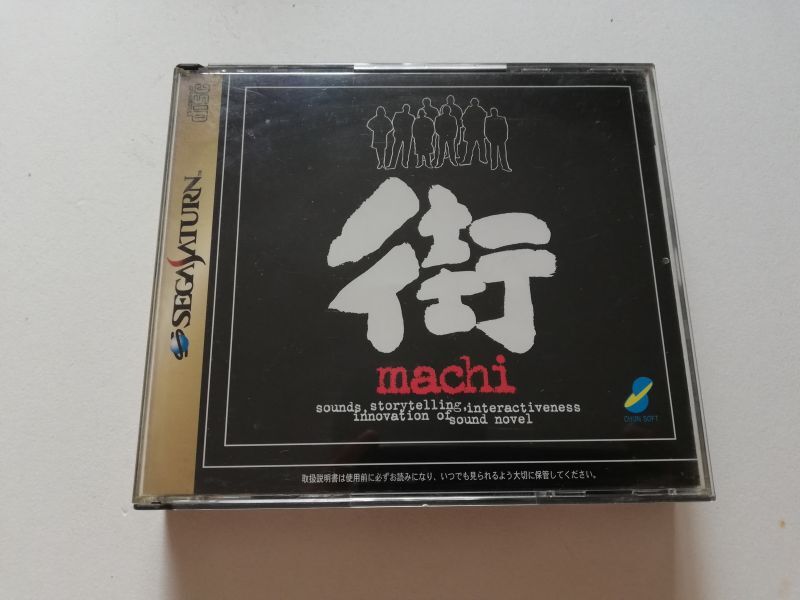 disc
SEGA SATURN™
街
machi
sounds, storytelling, interactiveness
innovation of sound novel
CHUN SOFT
取扱説明書は使用前に必ずお読みになり、いつでも見られるよう大切に保管してください。